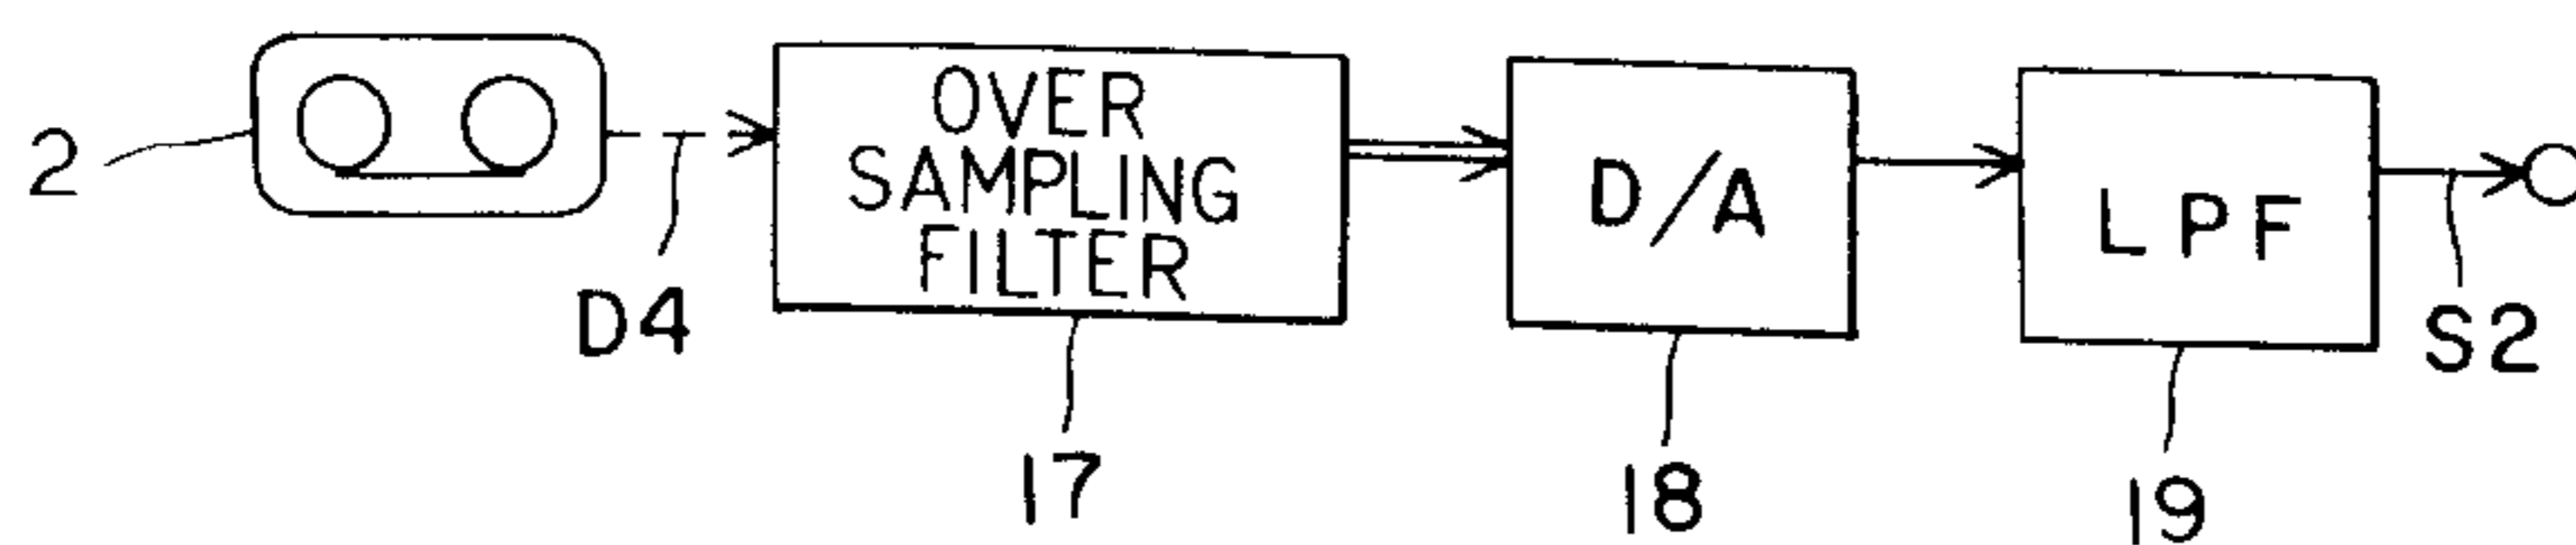 2
D4
OVER
SAMPLING
FILTER
17
D/A
18
LPF
19
S2